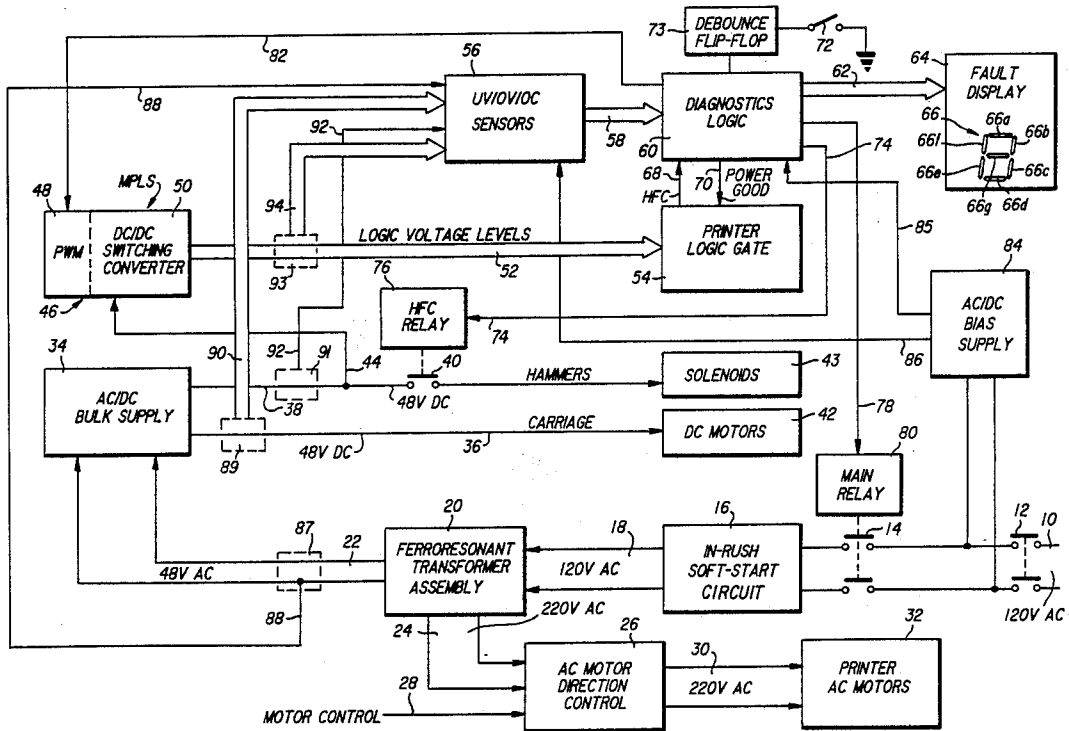 73
DEBOUNCE
FLIP-FLOP
72
82
56
UV/OV/OC
SENSORS
58
60
DIAGNOSTICS
LOGIC
62
64
FAULT
DISPLAY
66
66a
66b
66l
66e
66c
66d
66g
88
92
94
68
HFC
70
POWER
GOOD
74
85
MPLS
48
50
PWM
DC/DC
SWITCHING
CONVERTER
46
93
LOGIC VOLTAGE LEVELS
52
PRINTER
LOGIC GATE
54
84
AC/DC
BIAS
SUPPLY
86
76
HFC
RELAY
74
34
AC/DC
BULK SUPPLY
90
92
91
44
40
38
48V DC
HAMMERS
43
SOLENOIDS
78
89
48V DC
36
CARRIAGE
42
DC MOTORS
80
MAIN
RELAY
14
12
10
120V AC
87
22
48V AC
88
20
FERRORESONANT
TRANSFORMER
ASSEMBLY
18
120V AC
16
IN-RUSH
SOFT-START
CIRCUIT
24
220V AC
26
AC MOTOR
DIRECTION
CONTROL
30
220V AC
32
PRINTER
AC MOTORS
MOTOR CONTROL
28